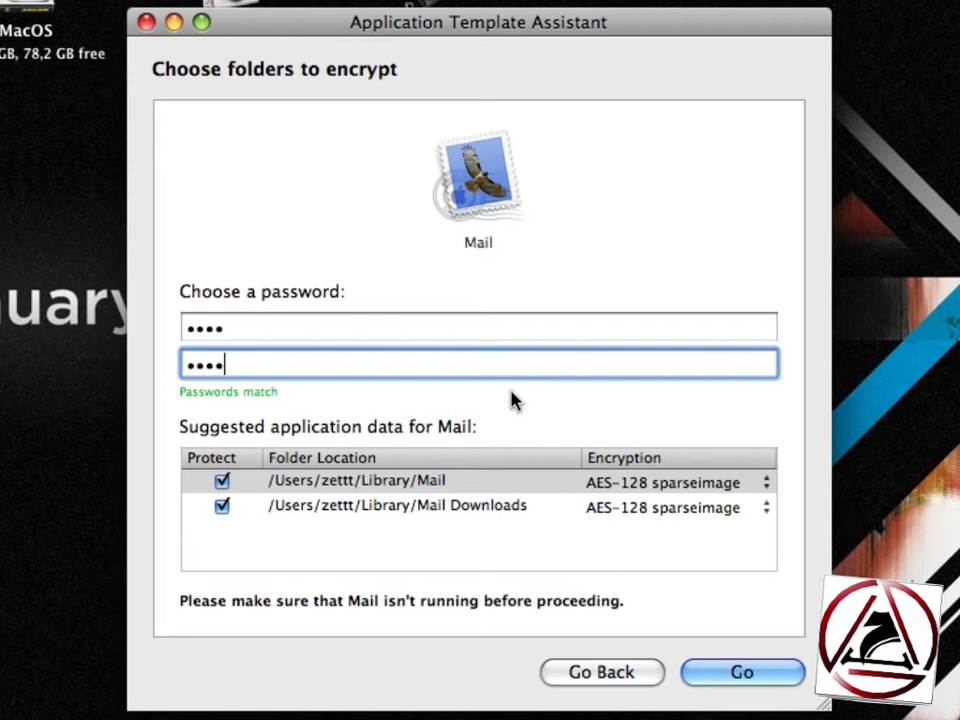 MacOS
GB, 78,2 GB free
Application Template Assistant
Choose folders to encrypt
Mail
Choose a password:
••••
••••
Passwords match
Suggested application data for Mail:
Protect Folder Location Encryption
/Users/zettt/Library/Mail AES-128 sparseimage
/Users/zettt/Library/Mail Downloads AES-128 sparseimage
Please make sure that Mail isn't running before proceeding.
Go Back Go
nuary